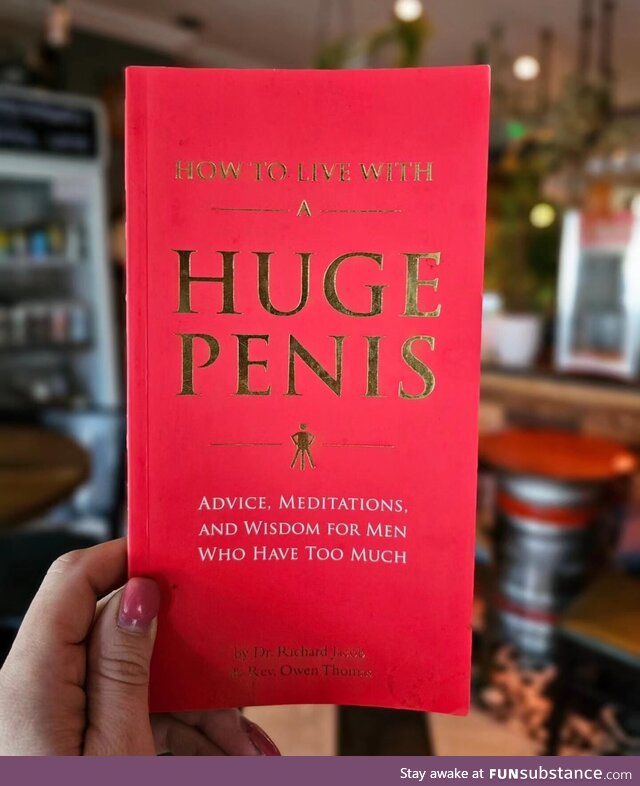 HOW TO LIVE WITH
A
HUGE
PENIS
ADVICE, MEDITATIONS,
AND WISDOM FOR MEN
WHO HAVE TOO MUCH
by Dr. Richard Jacob
& Rev. Owen Thomas
Stay awake at FUNsubstance.com